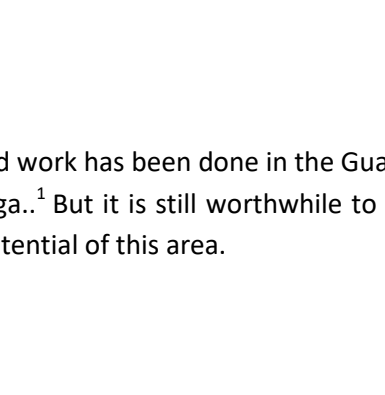 d work has been done in the Gua
ga..¹ But it is still worthwhile to
tential of this area.